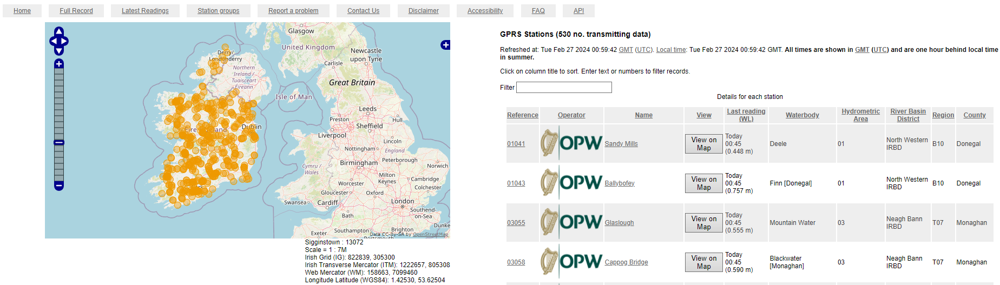 Home
Full Record
Latest Readings
Station groups
Report a problem
Contact Us
Disclaimer
Accessibility
FAQ
API
Glasgow
United Kingdom
Newcastle
upon Tyne
Carlisle
Derry/
Londonderry
Northern
Ireland /
Tuaisceart
Éireann
Great Britain
Isle of Man
Leeds
Preston
Hull
Sheffield
Liverpool
Dublin
Lincoln
Nottingham
England
Birmingham
Peterborough
Norwich
Cymru /
Wales
Milton
Keynes
Cambridge
Worcester
Colchester
Gloucester
Oxford
Swansea
Cardiff
London
Bath
Southend-
on-Sea
Dunke
Exeter
Southampton
Brighton
Portsmouth
Data CC-By-SA by OpenStreetMap
Sigginstown : 13072
Scale = 1 : 7M
Irish Grid (IG): 822839, 305300
Irish Transverse Mercator (ITM): 1222657, 805308
Web Mercator (WM): 158663, 7099460
Longitude Latitude (WGS84): 1.42530, 53.62504
GPRS Stations (530 no. transmitting data)
Refreshed at: Tue Feb 27 2024 00:59:42 GMT (UTC). Local time: Tue Feb 27 2024 00:59:42 GMT. All times are shown in GMT (UTC) and are one hour behind local time
in summer.
Click on column title to sort. Enter text or numbers to filter records.
Filter
Details for each station
Reference Operator Name View Last reading (WL) Waterbody Hydrometric Area River Basin District Region County
01041 OPW Sandy Mills View on Map Today 00:45 (0.448 m) Deele 01 North Western IRBD B10 Donegal
01043 OPW Ballybofey View on Map Today 00:45 (0.757 m) Finn [Donegal] 01 North Western IRBD B10 Donegal
03055 OPW Glaslough View on Map Today 00:45 (0.555 m) Mountain Water 03 Neagh Bann IRBD T07 Monaghan
03058 OPW Cappog Bridge View on Map Today 00:45 (0.590 m) Blackwater [Monaghan] 03 Neagh Bann IRBD T07 Monaghan